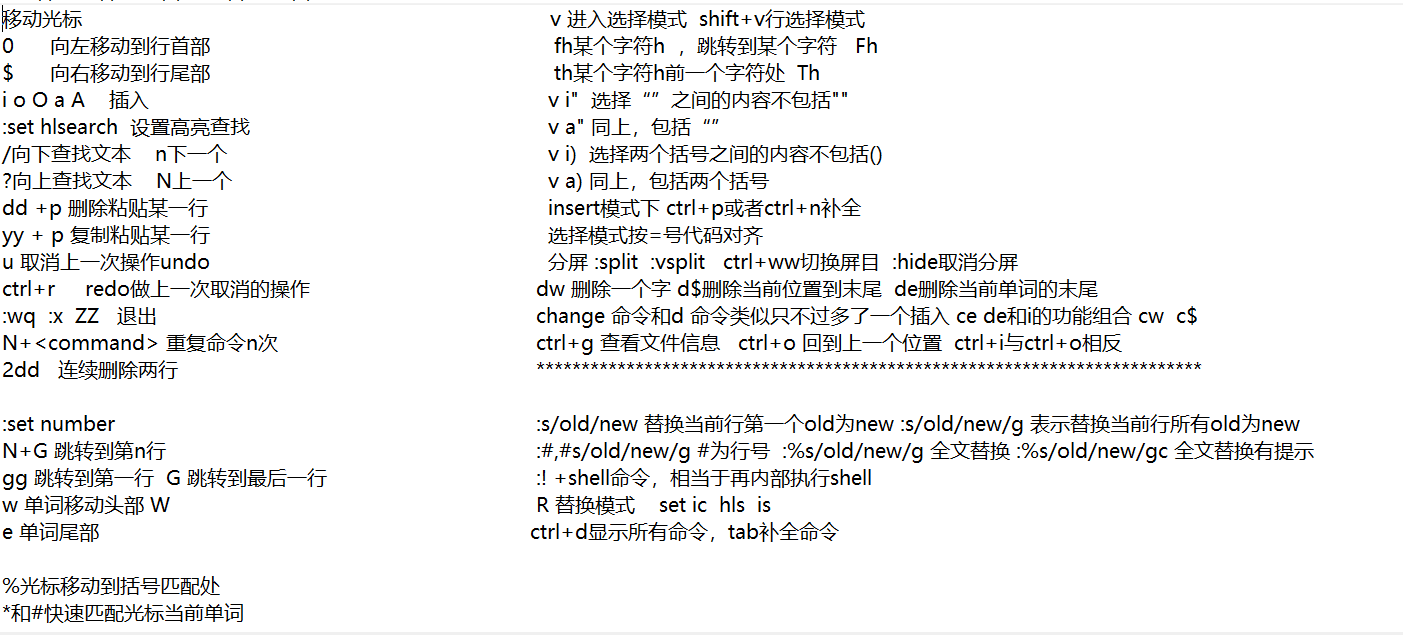 移动光标
0 向左移动到行首部
$ 向右移动到行尾部
i o O a A 插入
:set hlsearch 设置高亮查找
/向下查找文本 n下一个
?向上查找文本 N上一个
dd +p 删除粘贴某一行
yy + p 复制粘贴某一行
u 取消上一次操作undo
ctrl+r redo做上一次取消的操作
:wq :x ZZ 退出
N+<command> 重复命令n次
2dd 连续删除两行
:set number
N+G 跳转到第n行
gg 跳转到第一行 G 跳转到最后一行
w 单词移动头部 W
e 单词尾部
%光标移动到括号匹配处
*和#快速匹配光标当前单词
v 进入选择模式 shift+v行选择模式
fh某个字符h ，跳转到某个字符 Fh
th某个字符h前一个字符处 Th
v i" 选择“”之间的内容不包括""
v a" 同上，包括“”
v i) 选择两个括号之间的内容不包括()
v a) 同上，包括两个括号
insert模式下 ctrl+p或者ctrl+n补全
选择模式按=号代码对齐
分屏 :split :vsplit ctrl+ww切换屏目 :hide取消分屏
dw 删除一个字 d$删除当前位置到末尾 de删除当前单词的末尾
change 命令和d 命令类似只不过多了一个插入 ce de和i的功能组合 cw c$
ctrl+g 查看文件信息 ctrl+o 回到上一个位置 ctrl+i与ctrl+o相反
**************************************************************************
:s/old/new 替换当前行第一个old为new :s/old/new/g 表示替换当前行所有old为new
:#,#s/old/new/g #为行号 :%s/old/new/g 全文替换 :%s/old/new/gc 全文替换有提示
:! +shell命令，相当于再内部执行shell
R 替换模式 set ic hls is
ctrl+d显示所有命令，tab补全命令